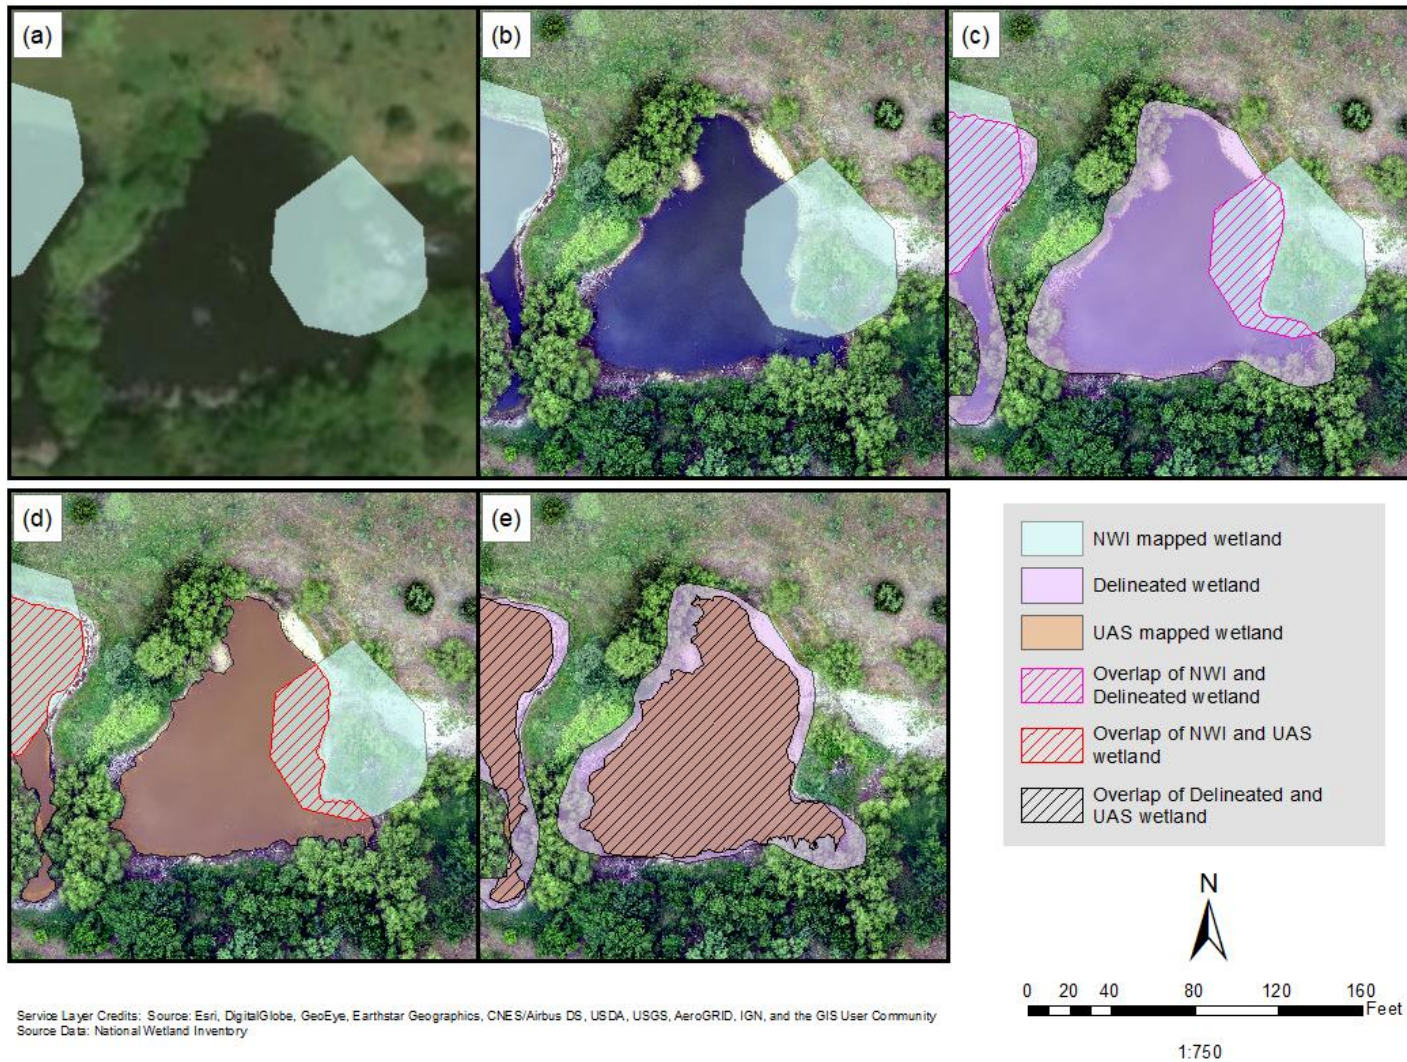 (a)
(b)
(c)
(d)
(e)
NWI mapped wetland
Delineated wetland
UAS mapped wetland
Overlap of NWI and
Delineated wetland
Overlap of NWI and UAS
wetland
Overlap of Delineated and
UAS wetland
N
0 20 40 80 120 160
Feet
1:750
Service Layer Credits: Source: Esri, DigitalGlobe, GeoEye, Earthstar Geographics, CNES/Airbus DS, USDA, USGS, AeroGRID, IGN, and the GIS User Community
Source Data: National Wetland Inventory